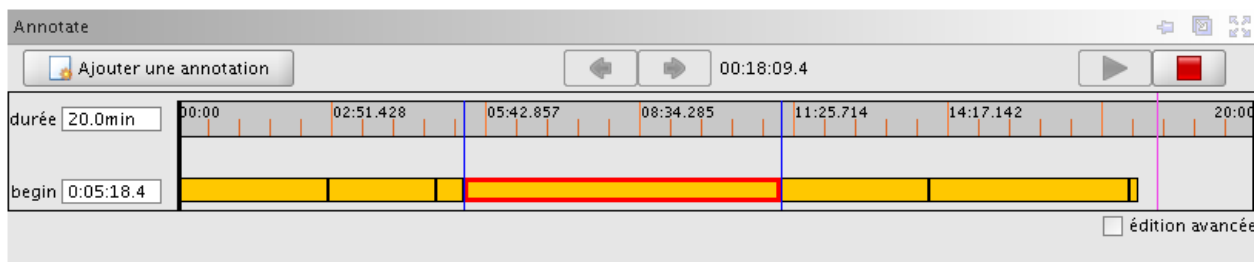 Annotate
Ajouter une annotation
00:18:09.4
durée 20.0min
00:00 02:51.428 05:42.857 08:34.285 11:25.714 14:17.142 20:00
begin 0:05:18.4
édition avancée